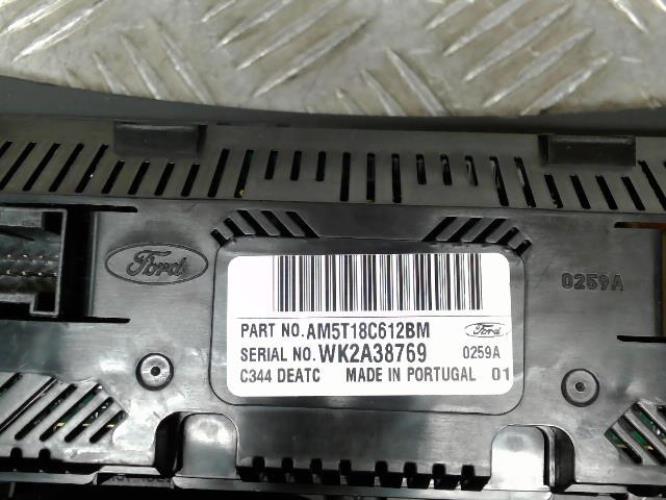 Ford
0259A
PART NO. AM5T18C612BM Ford
SERIAL NO. WK2A38769 0259A
C344 DEATC MADE IN PORTUGAL 01